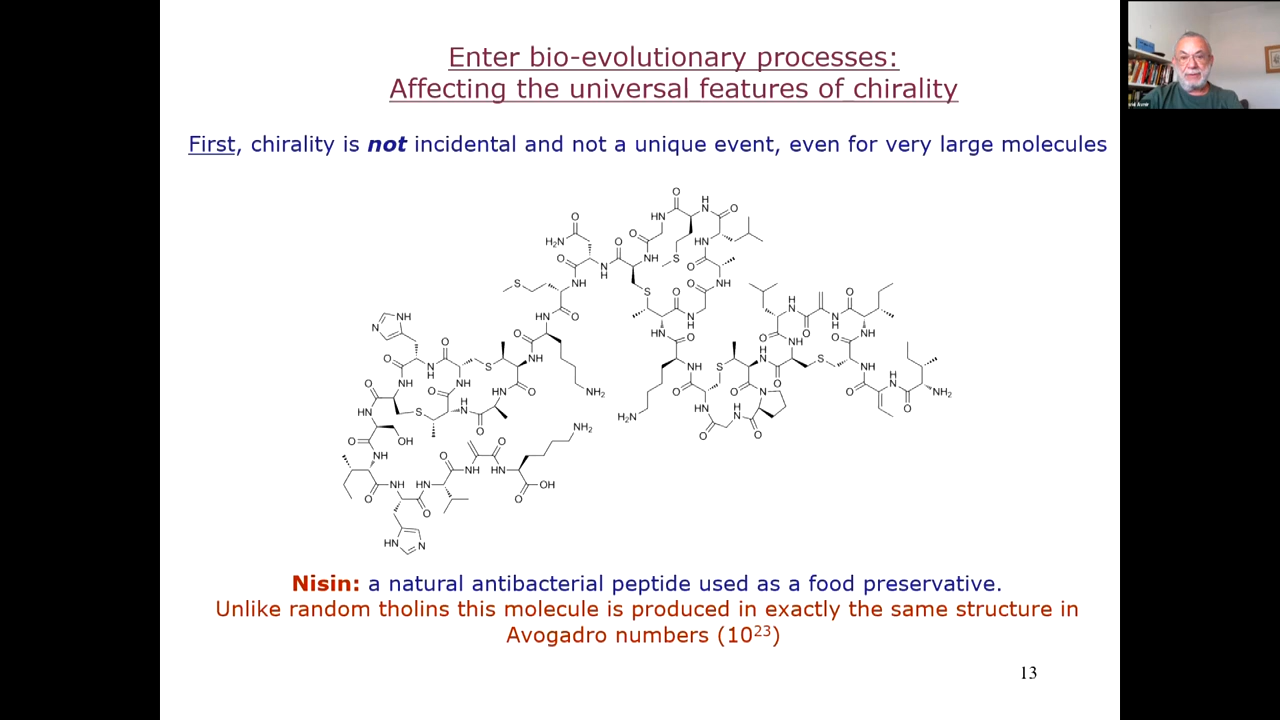 Enter bio-evolutionary processes:
Affecting the universal features of chirality
First, chirality is not incidental and not a unique event, even for very large molecules
Nisin: a natural antibacterial peptide used as a food preservative.
Unlike random tholins this molecule is produced in exactly the same structure in
Avogadro numbers (10²³)
13